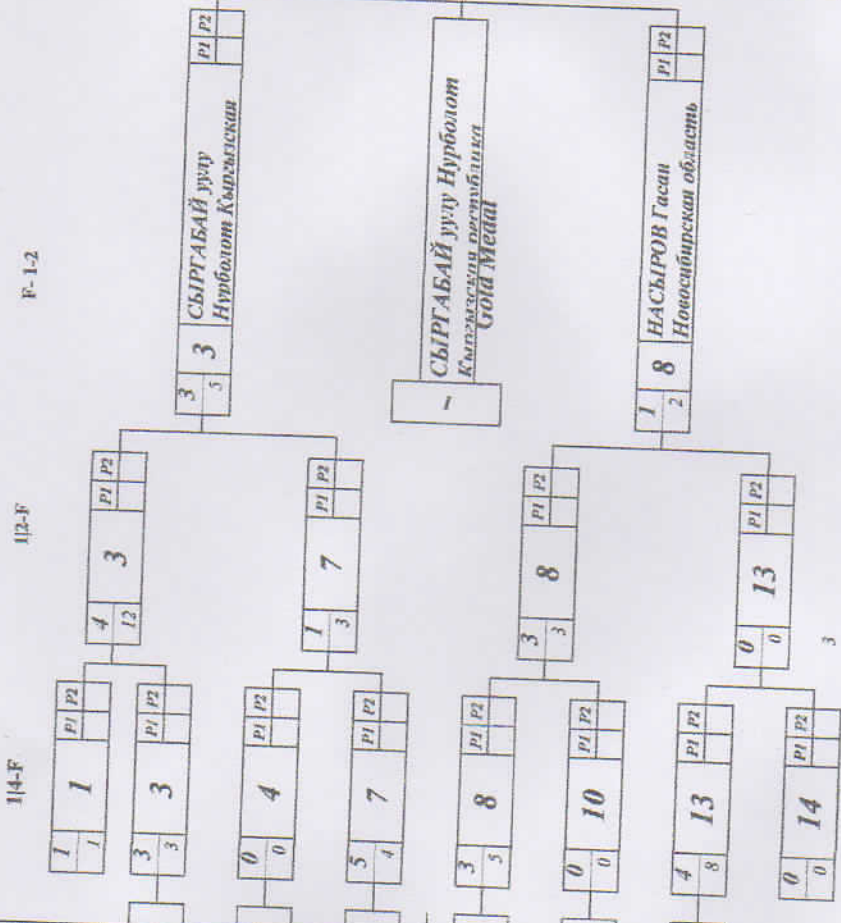 1|4-F
1|2-F
F- 1-2
1
1
1
P1 P2
3
3
3
P1 P2
0
0
4
P1 P2
5
4
7
P1 P2
3
5
8
P1 P2
0
0
10
P1 P2
4
8
13
P1 P2
0
0
14
P1 P2
4
12
3
P1 P2
1
3
7
P1 P2
3
3
8
P1 P2
0
0
13
P1 P2
3
3
5
3
СЫРГАБАЙ уулу
Нурболот Кыргызская
P1 P2
СЫРГАБАЙ уулу Нурболот
Кыргызская республика
Gold Medal
1
2
8
НАСЫРОВ Гасан
Новосибирская область
P1 P2